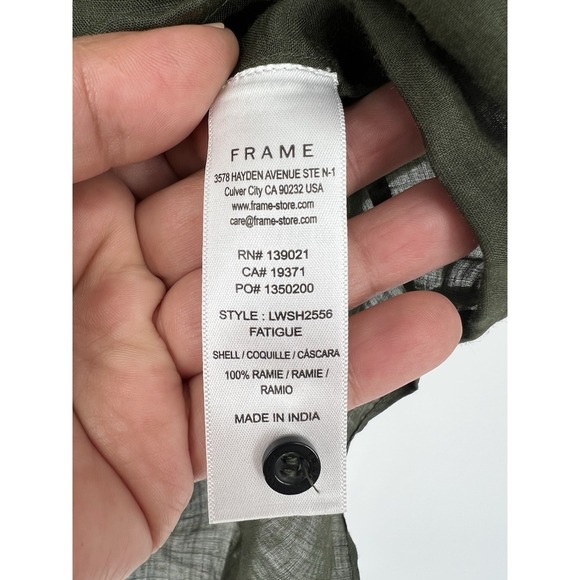 FRAME
3578 HAYDEN AVENUE STE N-1
Culver City CA 90232 USA
www.frame-store.com
care@frame-store.com
RN# 139021
CA# 19371
PO# 1350200
STYLE : LWSH2556
FATIGUE
SHELL / COQUILLE / CÁSCARA
100% RAMIE / RAMIE /
RAMIO
MADE IN INDIA